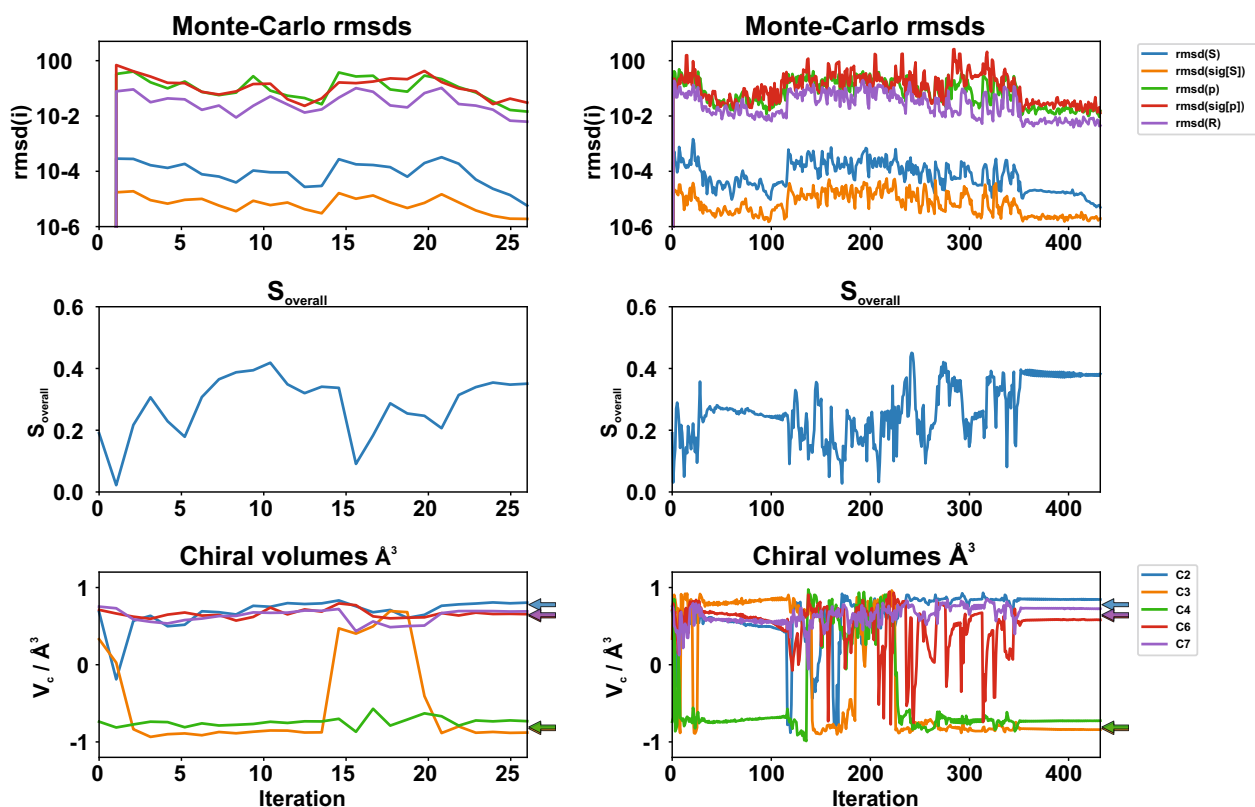 Monte-Carlo rmsds
Monte-Carlo rmsds
rmsd(i)
100
10-2
10-4
10-6
0 5 10 15 20 25
rmsd(i)
100
10-2
10-4
10-6
0 100 200 300 400
rmsd(S)
rmsd(sig[S])
rmsd(p)
rmsd(sig[p])
rmsd(R)
Soverall
Soverall
Soverall
0.6
0.4
0.2
0.0
0 5 10 15 20 25
Soverall
0.6
0.4
0.2
0.0
0 100 200 300 400
Chiral volumes Å³
Chiral volumes Å³
Vc / Å³
1
0
-1
0 5 10 15 20 25
Iteration
Vc / Å³
1
0
-1
0 100 200 300 400
Iteration
C2
C3
C4
C6
C7